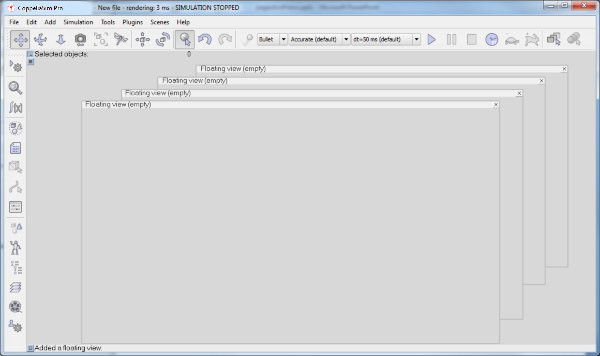 CoppeliaSim Pro New file - rendering: 3 ms - SIMULATION STOPPED
File Add Simulation Tools Plugins Scenes Help
Bullet Accurate (default) dt=50 ms (default)
Selected objects: 0
Floating view (empty)
Floating view (empty)
Floating view (empty)
Floating view (empty)
Added a floating view.